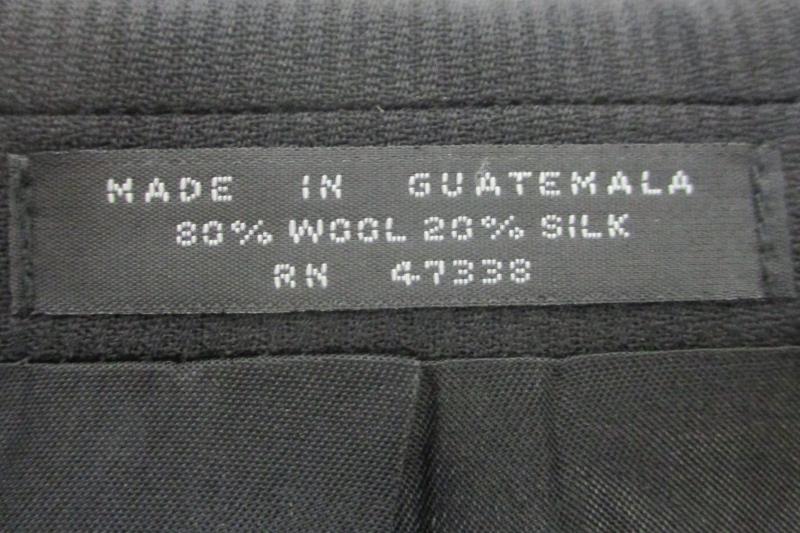 MADE IN GUATEMALA
80% WOOL 20% SILK
RN 47338